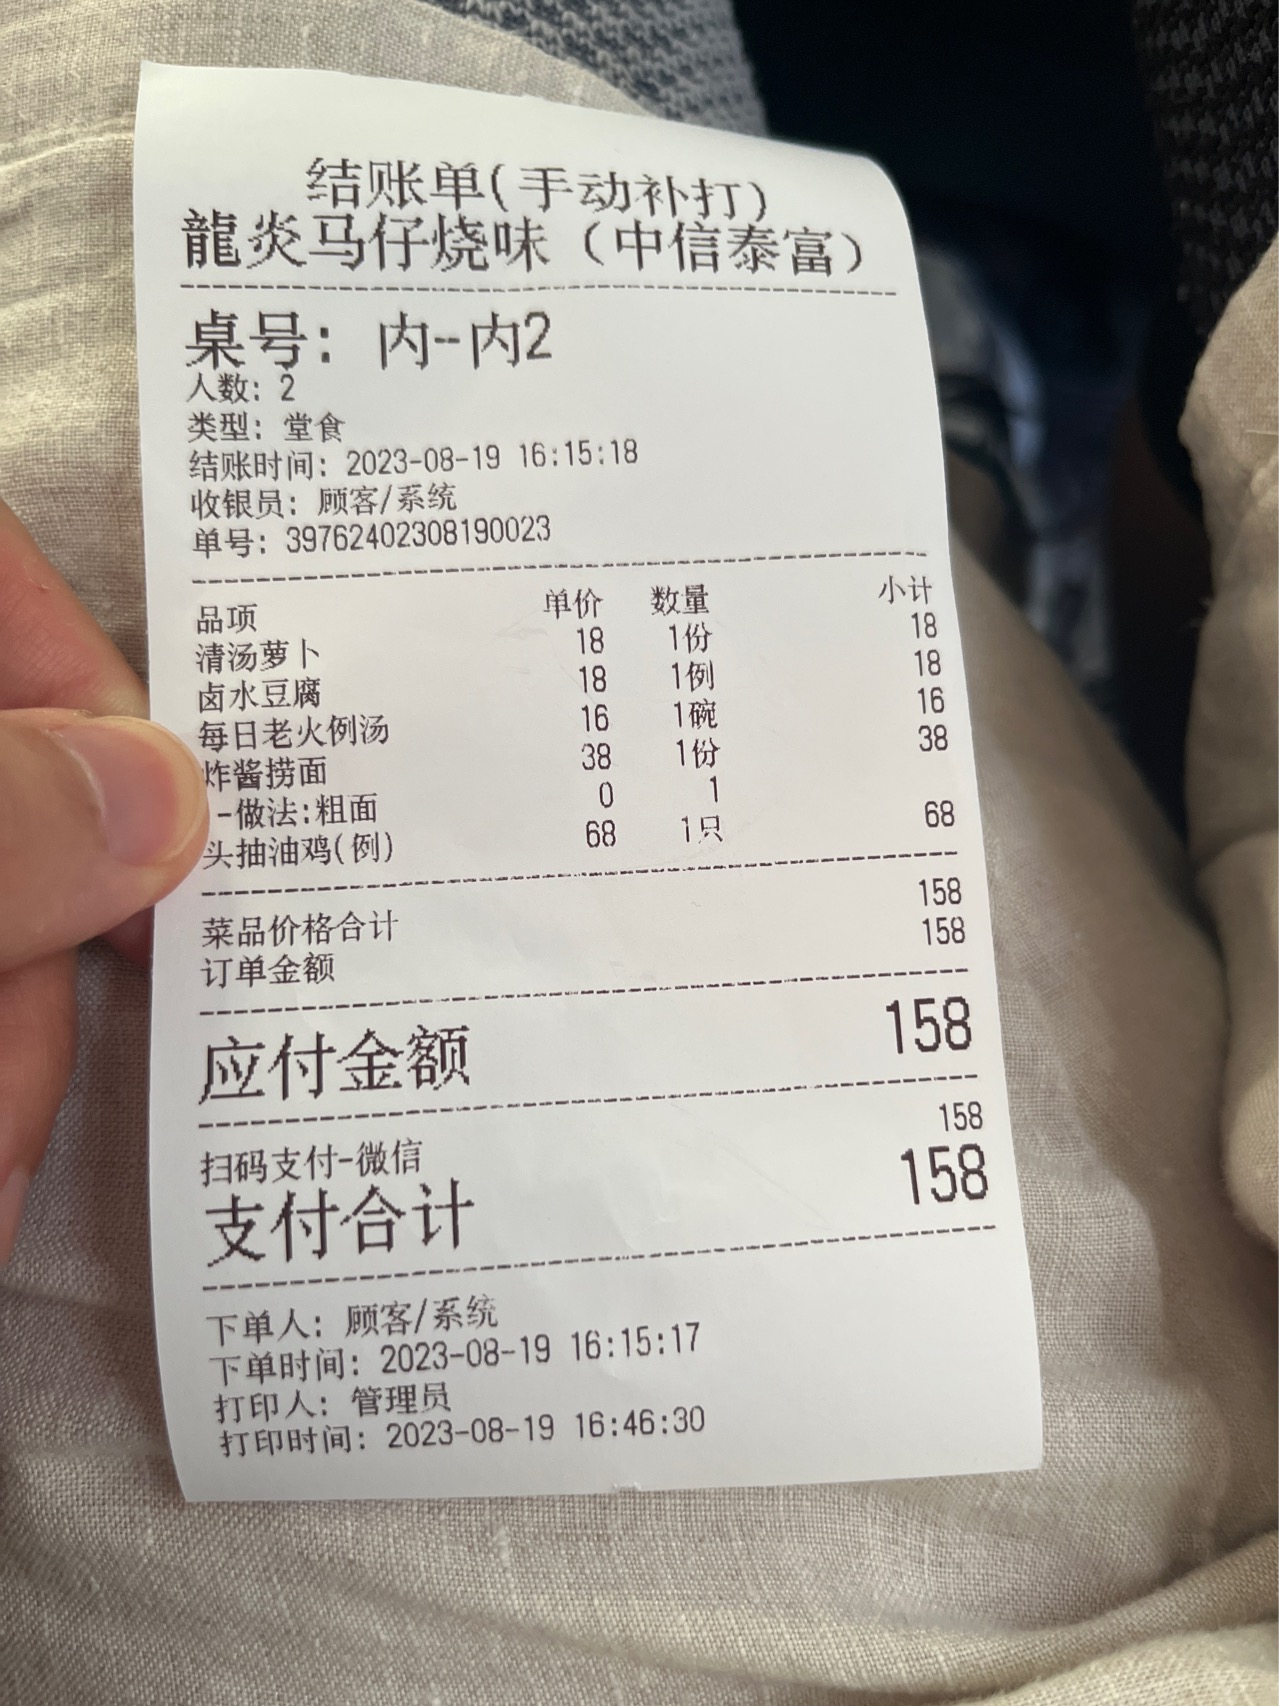 结账单(手动补打)
龍炎马仔烧味（中信泰富）
桌号: 内-内2
人数: 2
类型: 堂食
结账时间: 2023-08-19 16:15:18
收银员: 顾客/系统
单号: 39762402308190023
品项 单价 数量 小计
清汤萝卜 18 1份 18
卤水豆腐 18 1例 18
每日老火例汤 16 1碗 16
炸酱捞面 38 1份 38
-做法:粗面 0 1
头抽油鸡(例) 68 1只 68
菜品价格合计 158
订单金额 158
应付金额 158
扫码支付-微信 158
支付合计 158
下单人: 顾客/系统
下单时间: 2023-08-19 16:15:17
打印人: 管理员
打印时间: 2023-08-19 16:46:30